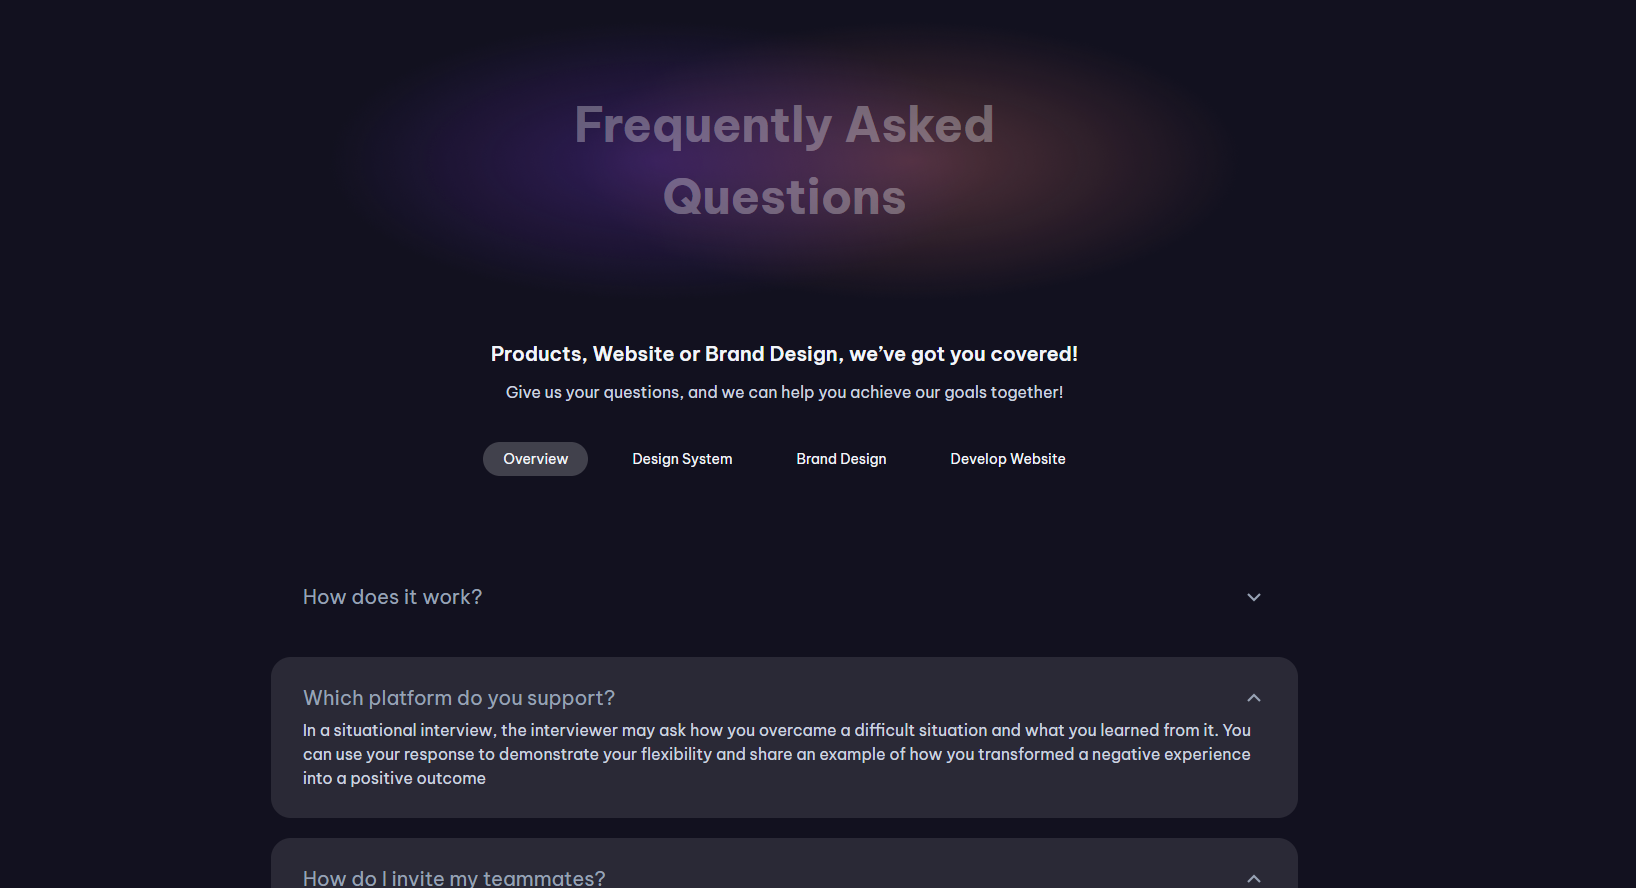 Frequently Asked
Questions
Products, Website or Brand Design, we’ve got you covered!
Give us your questions, and we can help you achieve our goals together!
Overview Design System Brand Design Develop Website
How does it work?
Which platform do you support?
In a situational interview, the interviewer may ask how you overcame a difficult situation and what you learned from it. You
can use your response to demonstrate your flexibility and share an example of how you transformed a negative experience
into a positive outcome
How do I invite my teammates?